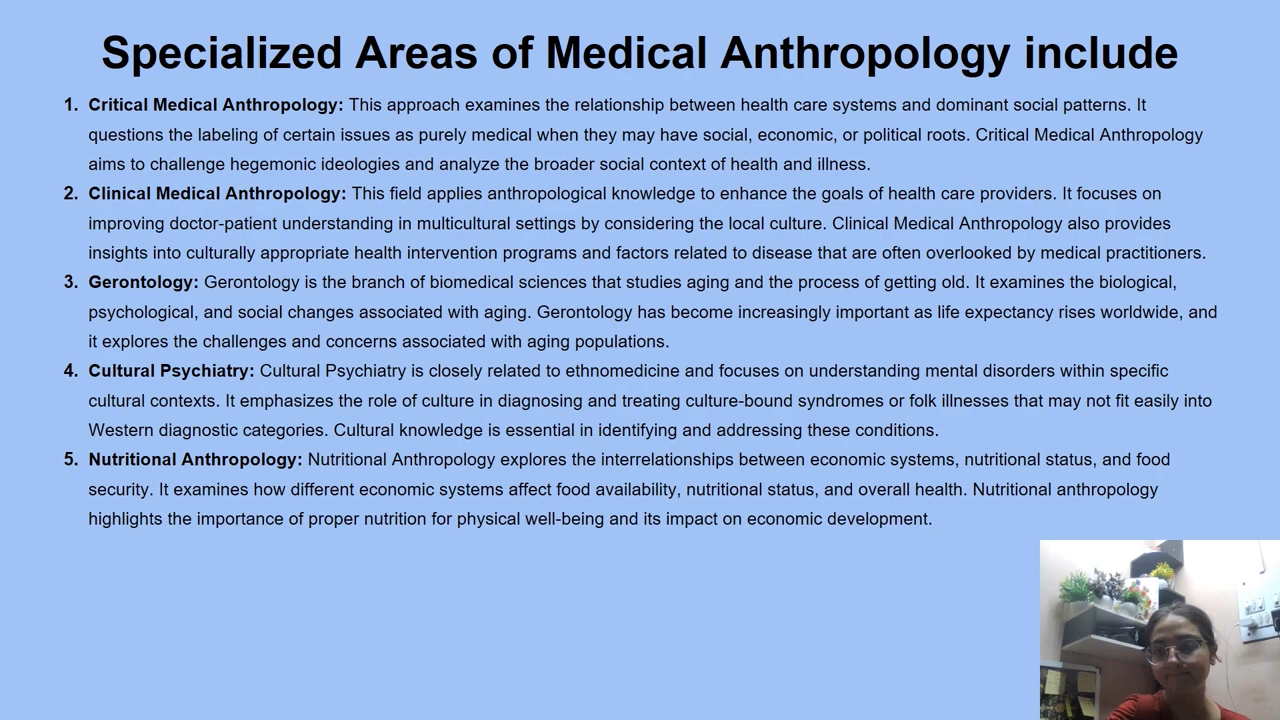 Specialized Areas of Medical Anthropology include
1. Critical Medical Anthropology: This approach examines the relationship between health care systems and dominant social patterns. It
questions the labeling of certain issues as purely medical when they may have social, economic, or political roots. Critical Medical Anthropology
aims to challenge hegemonic ideologies and analyze the broader social context of health and illness.
2. Clinical Medical Anthropology: This field applies anthropological knowledge to enhance the goals of health care providers. It focuses on
improving doctor-patient understanding in multicultural settings by considering the local culture. Clinical Medical Anthropology also provides
insights into culturally appropriate health intervention programs and factors related to disease that are often overlooked by medical practitioners.
3. Gerontology: Gerontology is the branch of biomedical sciences that studies aging and the process of getting old. It examines the biological,
psychological, and social changes associated with aging. Gerontology has become increasingly important as life expectancy rises worldwide, and
it explores the challenges and concerns associated with aging populations.
4. Cultural Psychiatry: Cultural Psychiatry is closely related to ethnomedicine and focuses on understanding mental disorders within specific
cultural contexts. It emphasizes the role of culture in diagnosing and treating culture-bound syndromes or folk illnesses that may not fit easily into
Western diagnostic categories. Cultural knowledge is essential in identifying and addressing these conditions.
5. Nutritional Anthropology: Nutritional Anthropology explores the interrelationships between economic systems, nutritional status, and food
security. It examines how different economic systems affect food availability, nutritional status, and overall health. Nutritional anthropology
highlights the importance of proper nutrition for physical well-being and its impact on economic development.